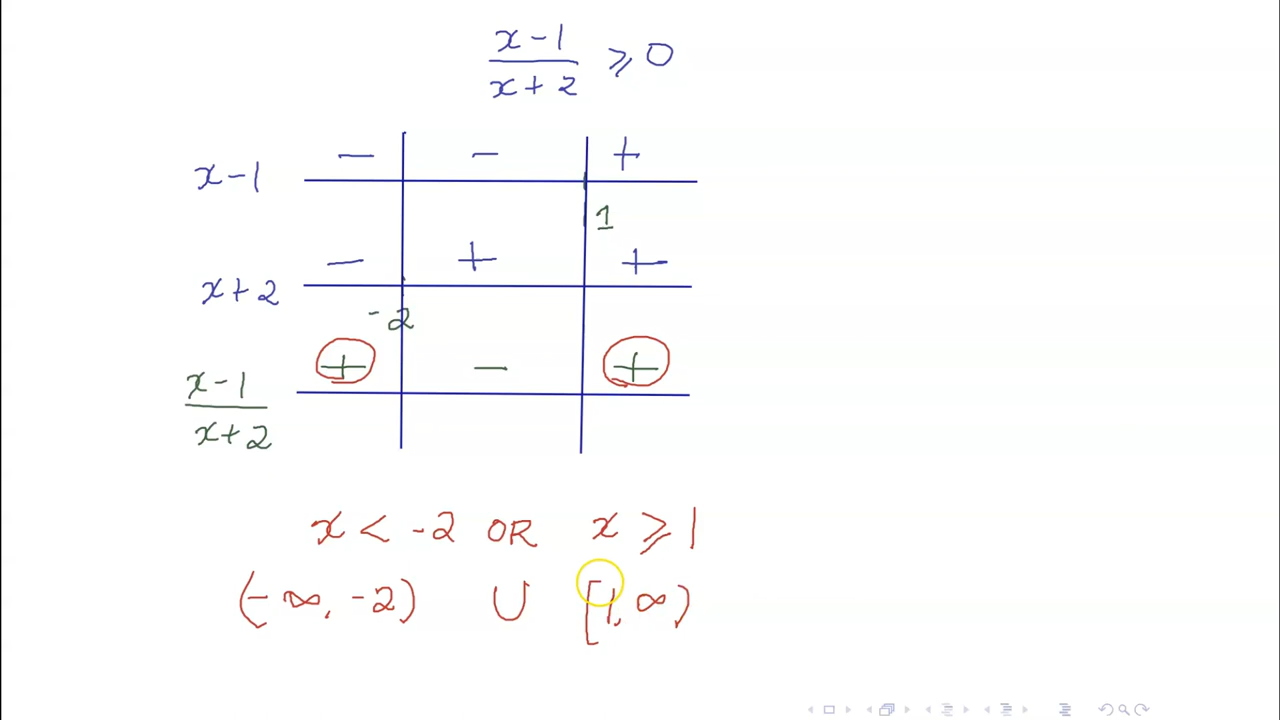 x-1
x+2 ⩾ 0
- - +
x-1
1
- + +
x+2
-2
+ - +
x-1
x+2
x < -2 OR x ⩾ 1
(-∞, -2) ∪ [1, ∞)